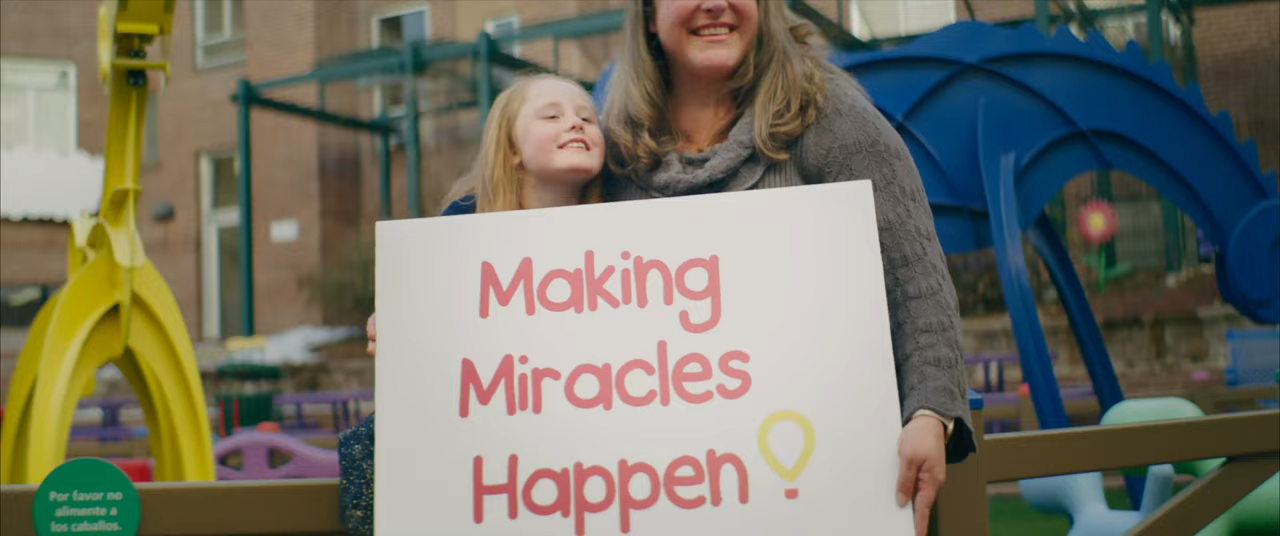 Making
Miracles
Happen
Por favor no
alimente a
los caballos.